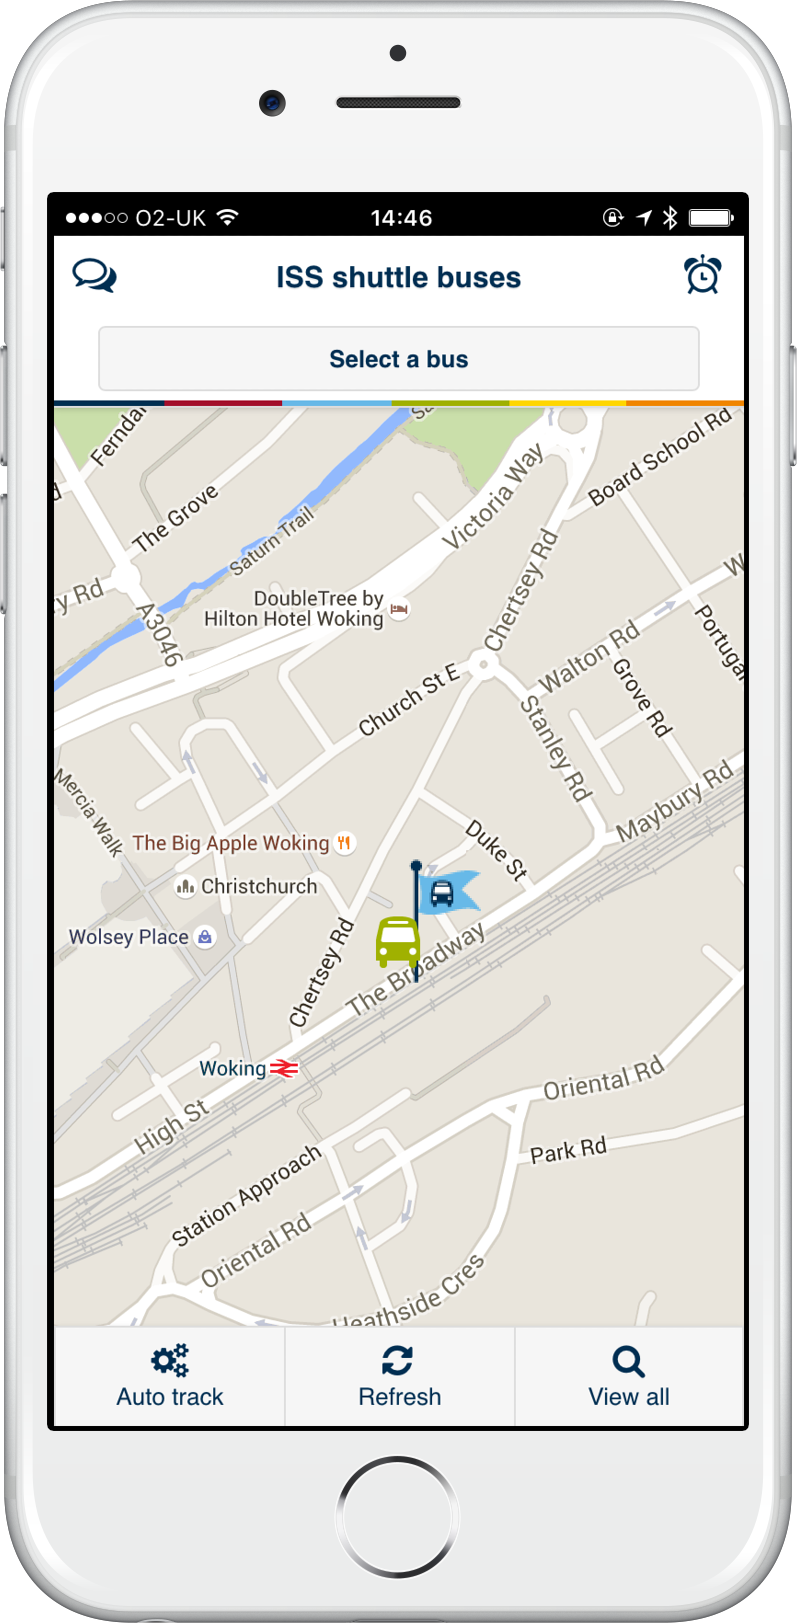 O2-UK
14:46
ISS shuttle buses
Select a bus
The Grove
Saturn Trail
Victoria Way
Board School Rd
Chertsey Rd
A3046
DoubleTree by
Hilton Hotel Woking
Church St E
Walton Rd
Grove Rd
Stanley Rd
Maybury Rd
Mercia Walk
The Big Apple Woking
Duke St
Christchurch
Wolsey Place
Chertsey Rd
The Broadway
Woking
High St
Oriental Rd
Park Rd
Station Approach
Oriental Rd
Heathside Cres
Auto track
Refresh
View all